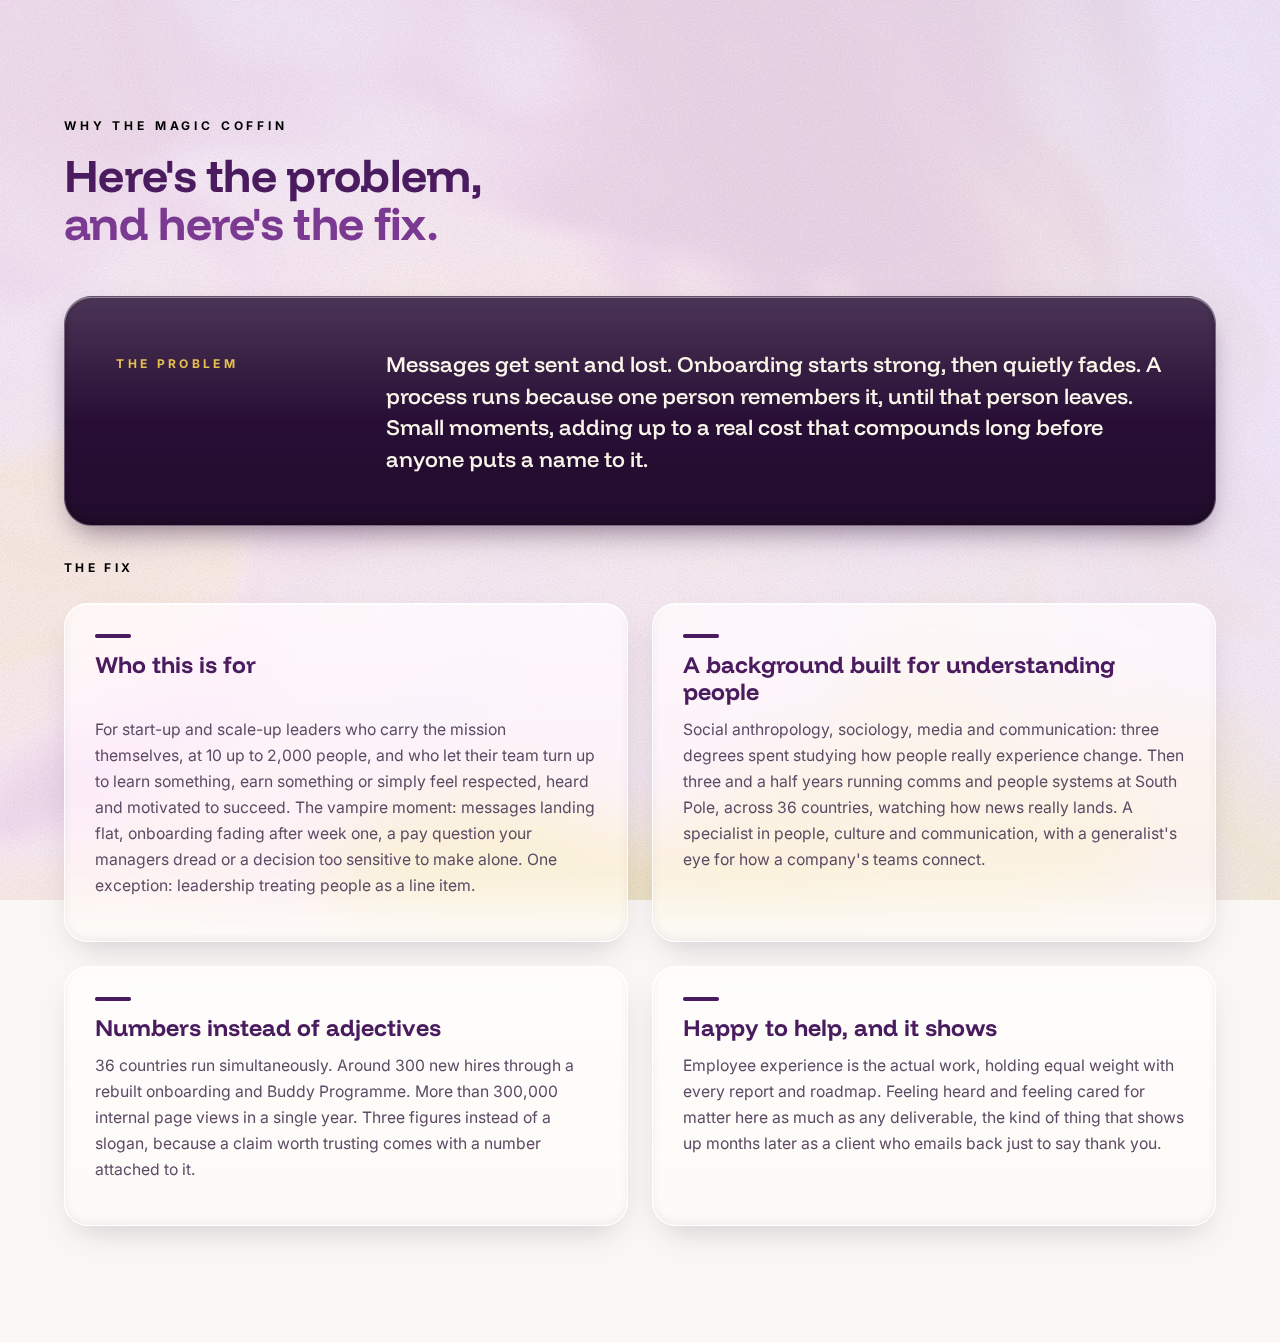 WHY THE MAGIC COFFIN
Here's the problem,
and here's the fix.
THE PROBLEM
Messages get sent and lost. Onboarding starts strong, then quietly fades. A
process runs because one person remembers it, until that person leaves.
Small moments, adding up to a real cost that compounds long before
anyone puts a name to it.
THE FIX
Who this is for
For start-up and scale-up leaders who carry the mission
themselves, at 10 up to 2,000 people, and who let their team turn up
to learn something, earn something or simply feel respected, heard
and motivated to succeed. The vampire moment: messages landing
flat, onboarding fading after week one, a pay question your
managers dread or a decision too sensitive to make alone. One
exception: leadership treating people as a line item.
A background built for understanding
people
Social anthropology, sociology, media and communication: three
degrees spent studying how people really experience change. Then
three and a half years running comms and people systems at South
Pole, across 36 countries, watching how news really lands. A
specialist in people, culture and communication, with a generalist's
eye for how a company's teams connect.
Numbers instead of adjectives
36 countries run simultaneously. Around 300 new hires through a
rebuilt onboarding and Buddy Programme. More than 300,000
internal page views in a single year. Three figures instead of a
slogan, because a claim worth trusting comes with a number
attached to it.
Happy to help, and it shows
Employee experience is the actual work, holding equal weight with
every report and roadmap. Feeling heard and feeling cared for
matter here as much as any deliverable, the kind of thing that shows
up months later as a client who emails back just to say thank you.